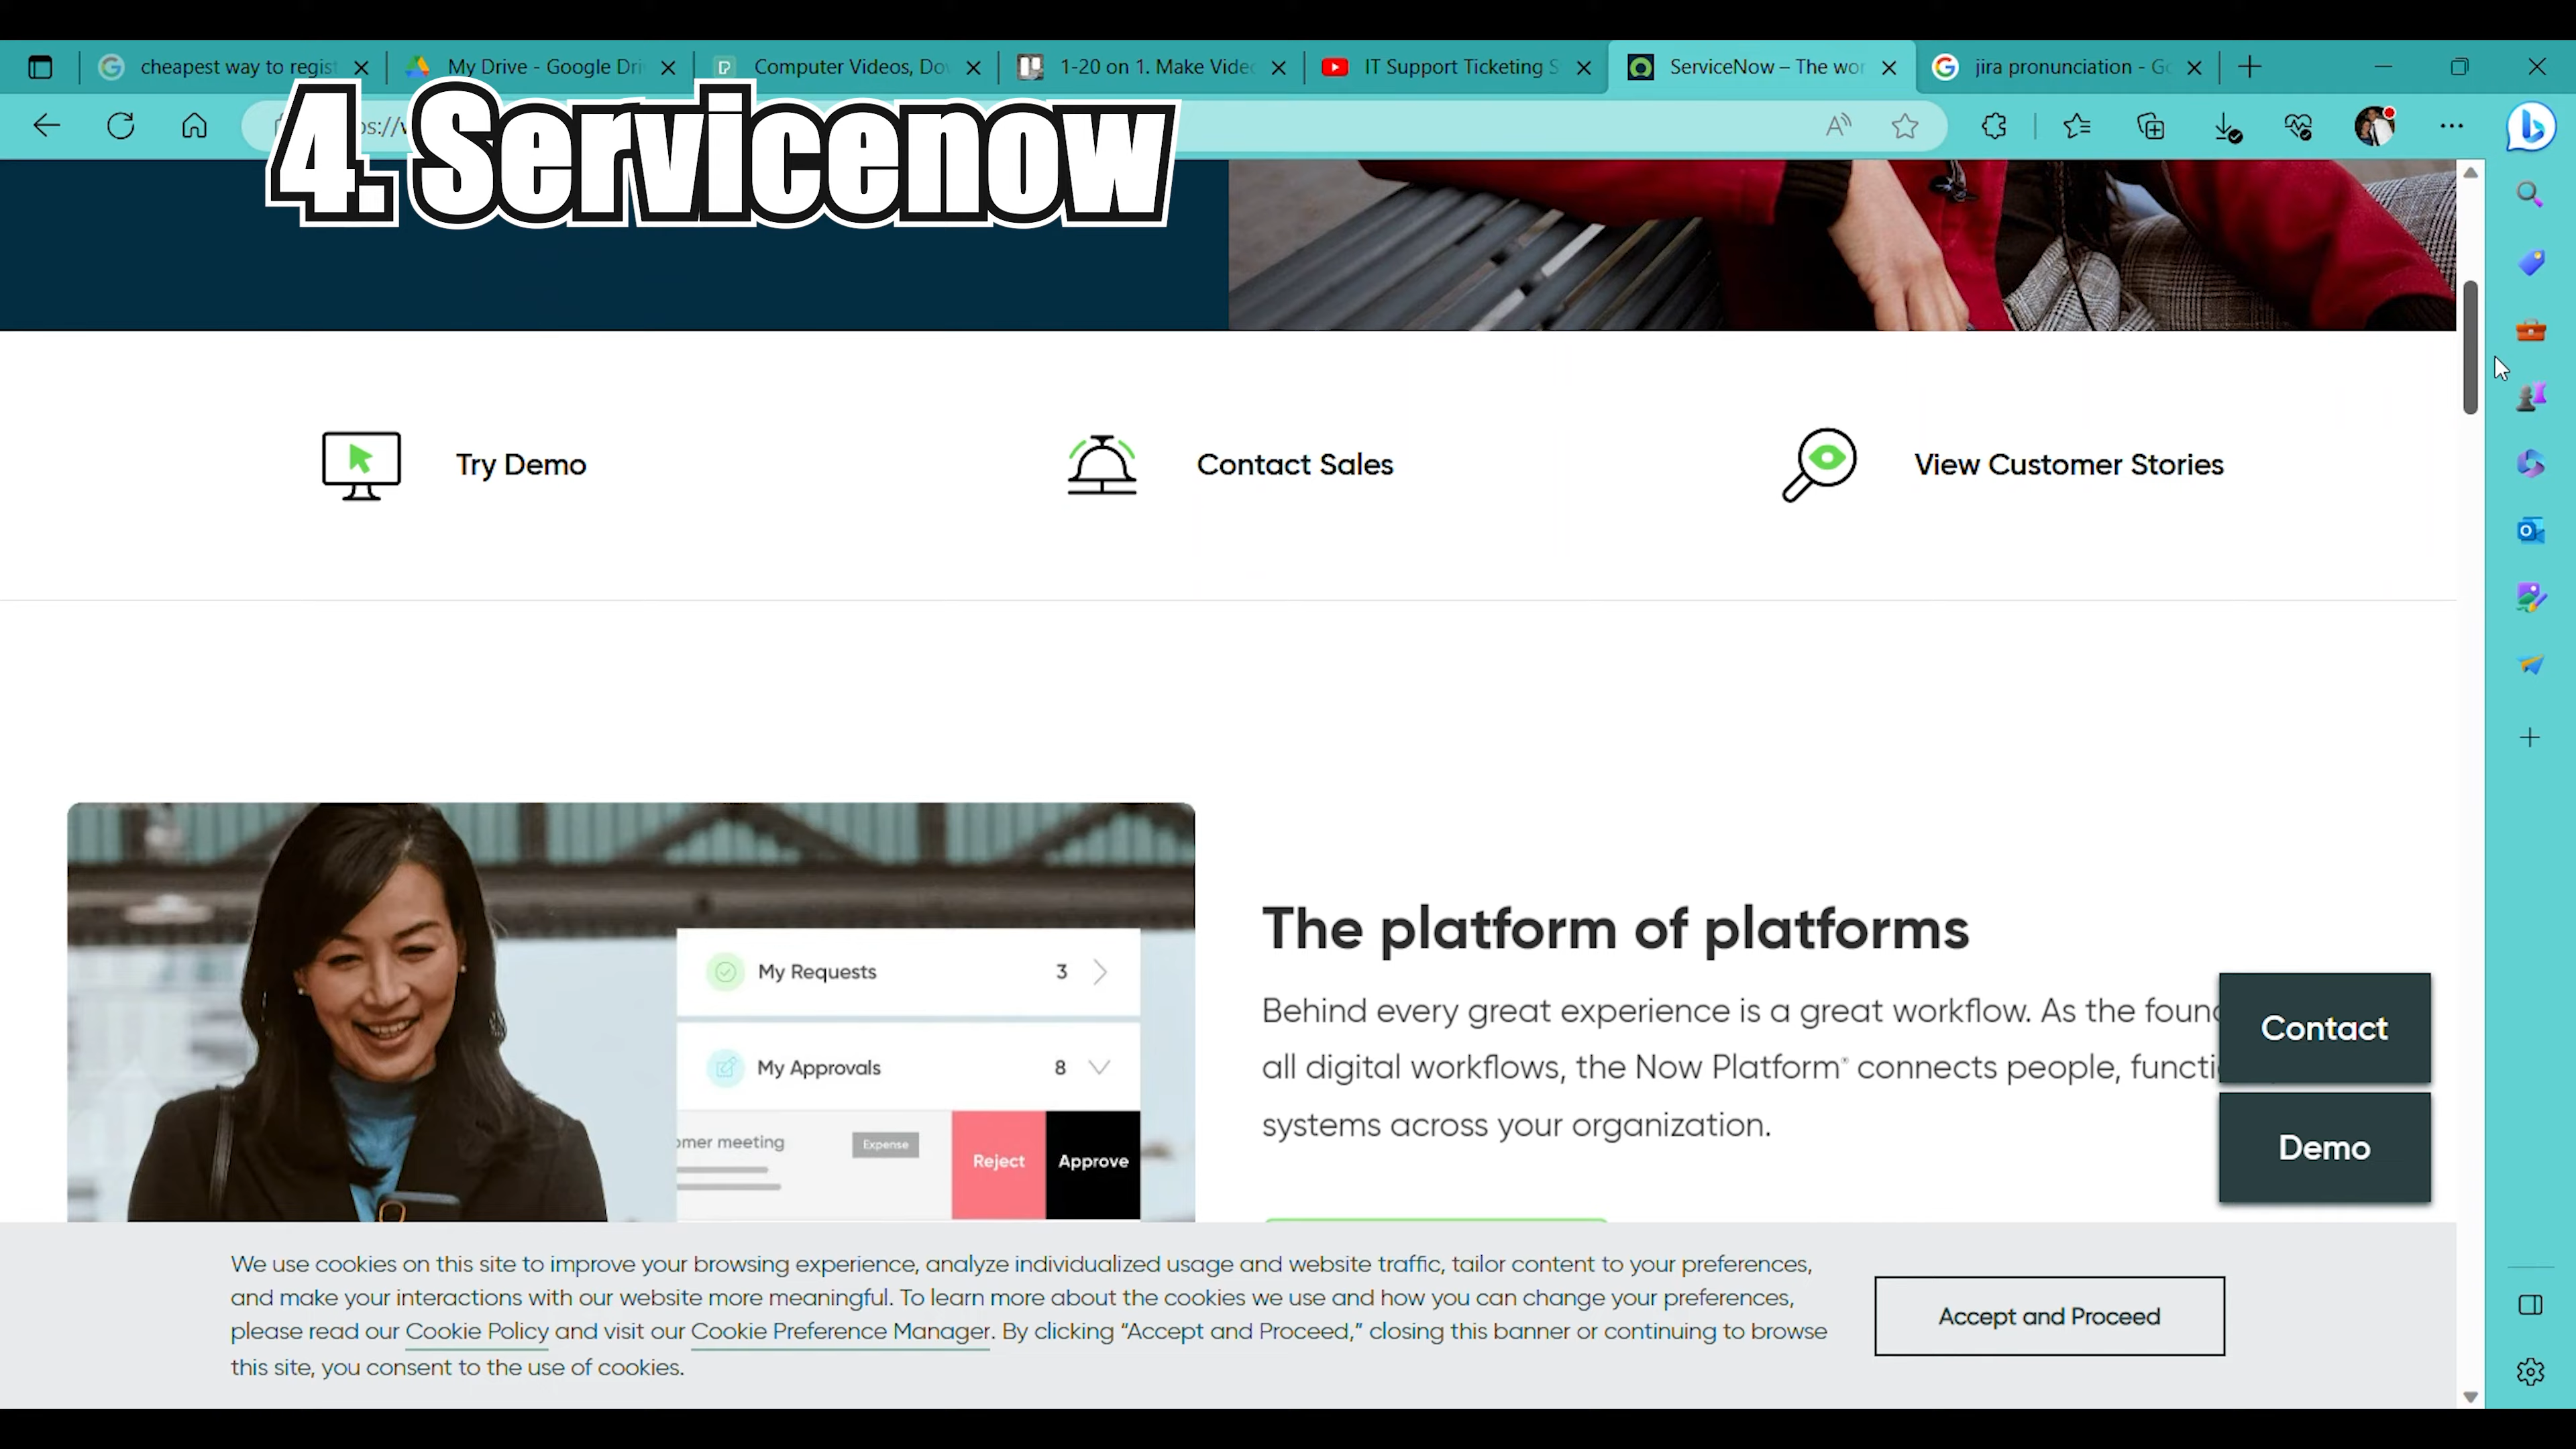 cheapest way to regist
My Drive - Google Dri
Computer Videos, Dov
1-20 on 1. Make Videc
IT Support Ticketing S
ServiceNow – The wor
jira pronunciation - Go
4. Servicenow
Try Demo
Contact Sales
View Customer Stories
My Requests 3
My Approvals 8
omer meeting
Expense
Reject
Approve
The platform of platforms
Behind every great experience is a great workflow. As the found
all digital workflows, the Now Platform® connects people, functi
systems across your organization.
Contact
Demo
We use cookies on this site to improve your browsing experience, analyze individualized usage and website traffic, tailor content to your preferences,
and make your interactions with our website more meaningful. To learn more about the cookies we use and how you can change your preferences,
please read our Cookie Policy and visit our Cookie Preference Manager. By clicking “Accept and Proceed,” closing this banner or continuing to browse
this site, you consent to the use of cookies.
Accept and Proceed